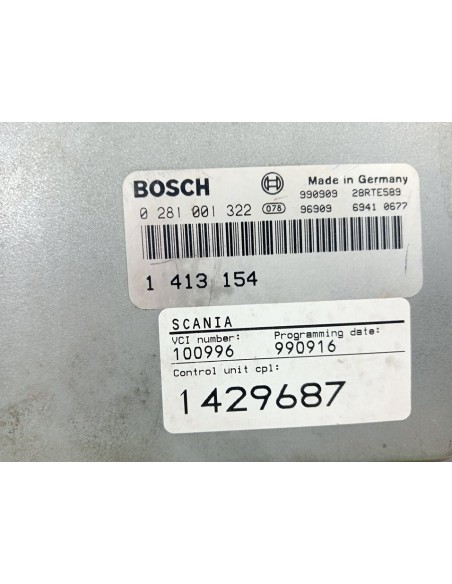 BOSCH Made in Germany
990909 28RTE589
0 281 001 322 078 96909 6941 0677
1 413 154
SCANIA
VCI number: Programming date:
100996 990916
Control unit cpl:
1429687